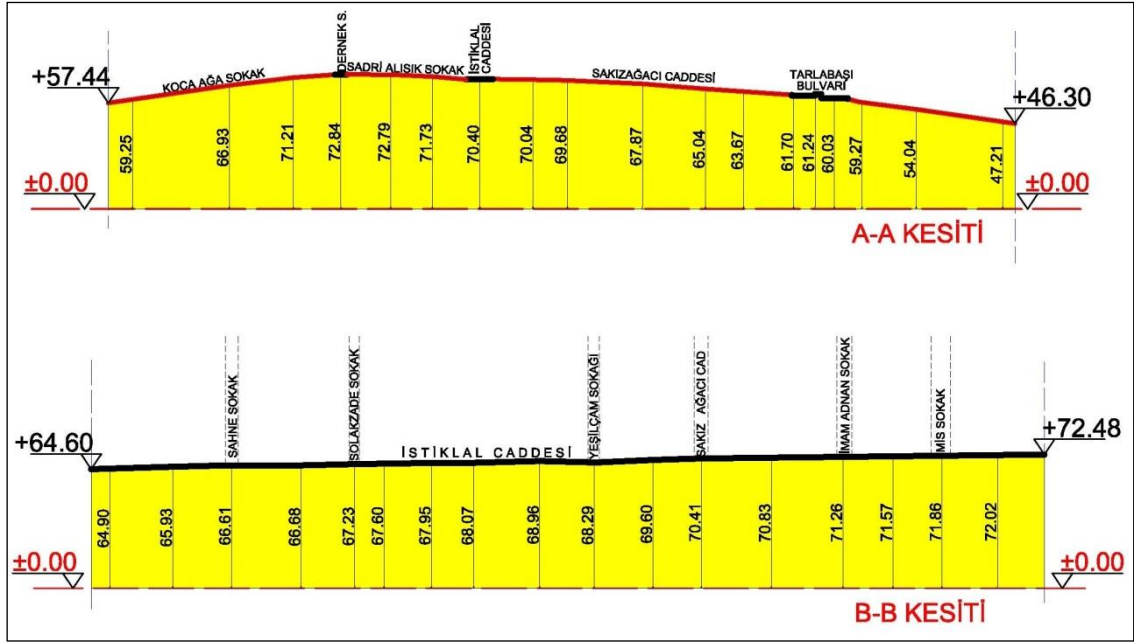 +57.44
KOCA AĞA SOKAK
DERNEK S.
SADRİ ALISIK SOKAK
İSTİKLAL
CADDESİ
SAKIZAĞACI CADDESİ
TARLABAŞI
BULVARI
+46.30
59.25
66.93
71.21
72.84
72.79
71.73
70.40
70.04
69.68
67.87
65.04
63.67
61.70
61.24
60.03
59.27
54.04
47.21
±0.00
±0.00
A-A KESİTİ
+64.60
SAHNE SOKAK
SOLAKZADE SOKAK
İSTİKLAL CADDESİ
YEŞİLÇAM SOKAĞI
SAKIZ AĞACI CAD
İMAM ADNAN SOKAK
MİS SOKAK
+72.48
64.90
65.93
66.61
66.68
67.23
67.60
67.95
68.07
68.96
68.29
69.60
70.41
70.83
71.26
71.57
71.86
72.02
±0.00
±0.00
B-B KESİTİ